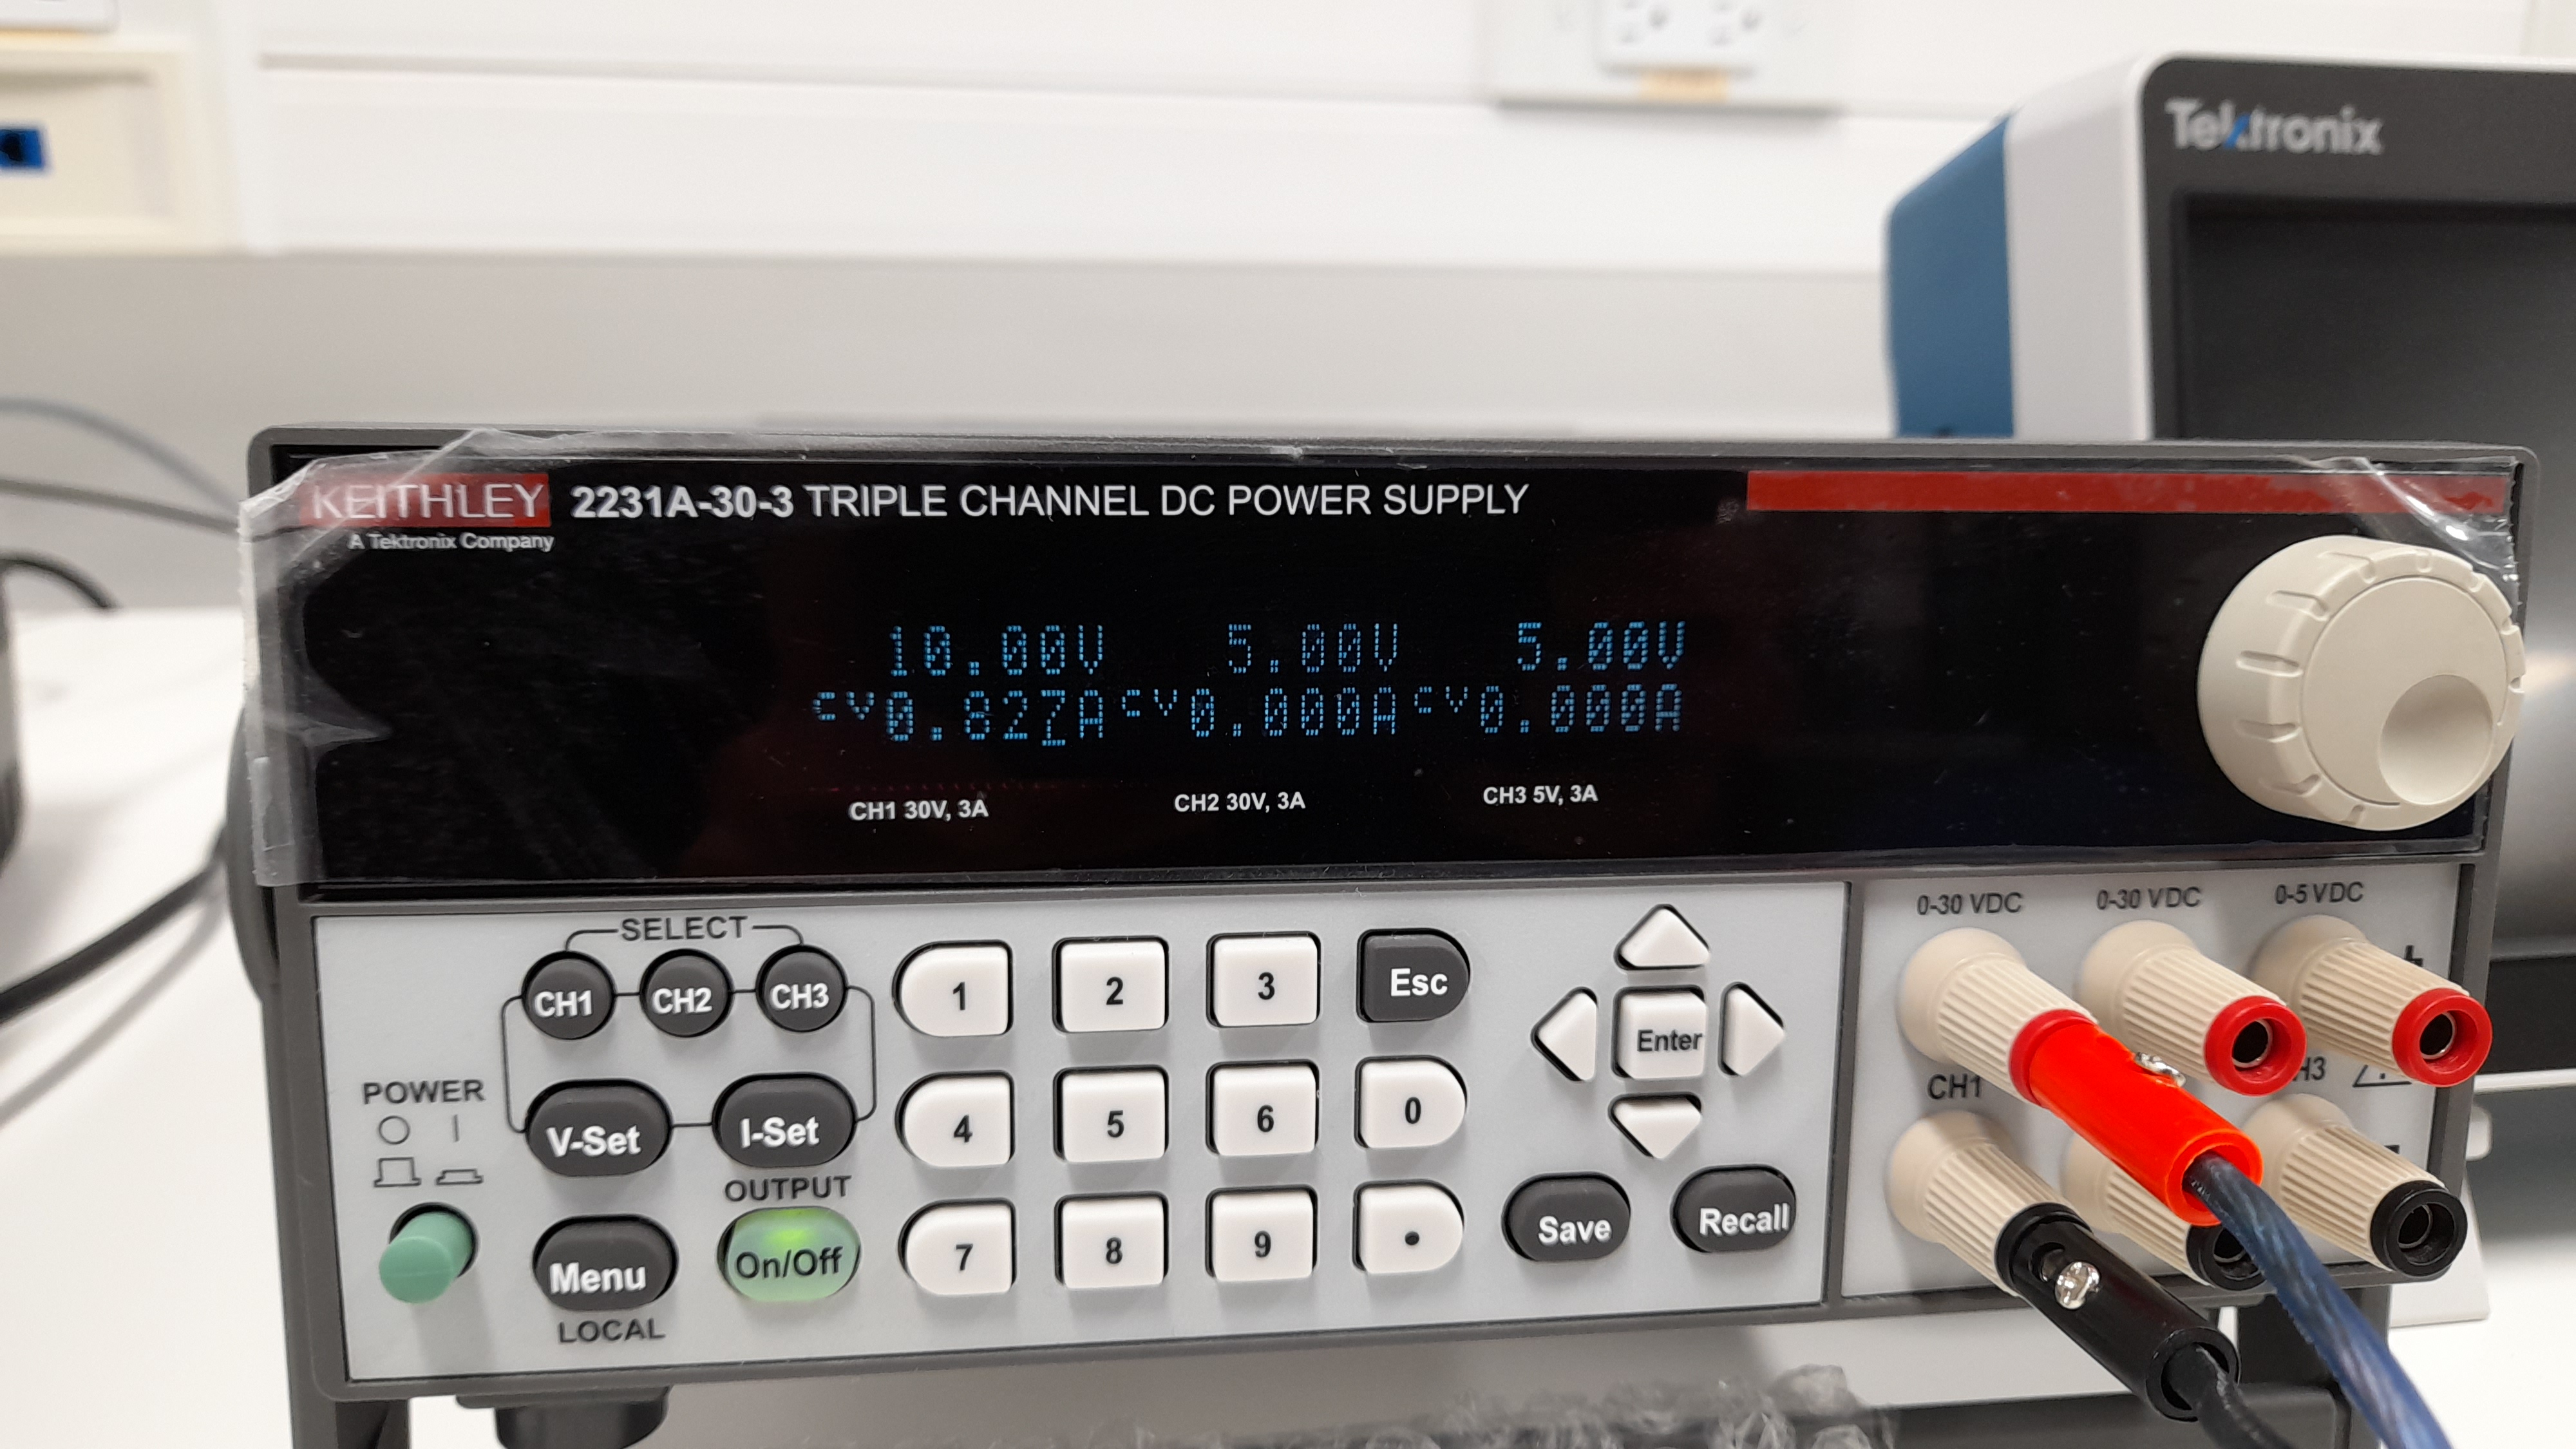 Tektronix
KEITHLEY 2231A-30-3 TRIPLE CHANNEL DC POWER SUPPLY
A Tektronix Company
10.00V 5.00V 5.00V
CV0.827A CV0.000A CV0.000A
CH1 30V, 3A CH2 30V, 3A CH3 5V, 3A
0-30 VDC 0-30 VDC 0-5 VDC
SELECT
CH1 CH2 CH3
1 2 3 Esc
Enter
CH1
H3
POWER
V-Set I-Set
4 5 6 0
OUTPUT
Save Recall
Menu On/Off
7 8 9 .
LOCAL